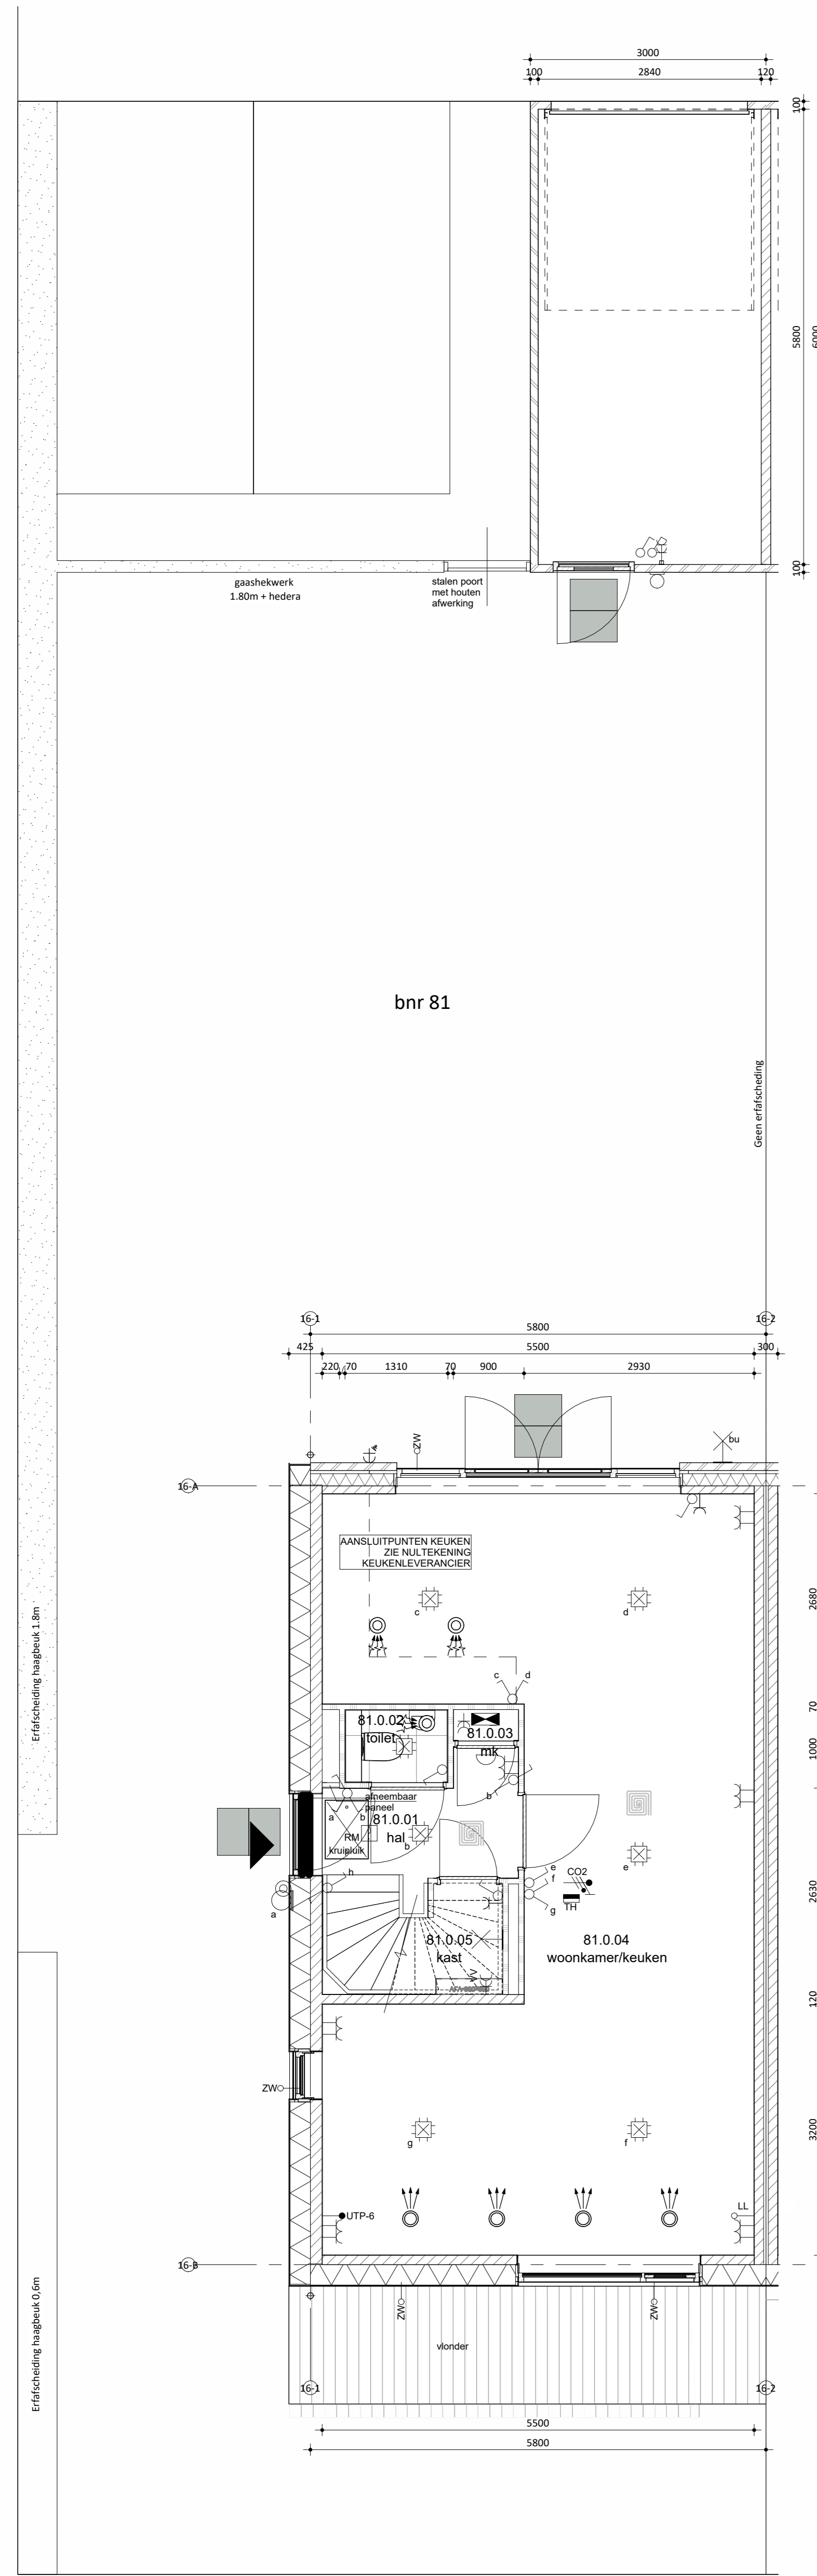 3000
100 2840 120
100
5800
6000
100
gaashekwerk
1.80m + hedera
stalen poort
met houten
afwerking
bnr 81
Geen erfafscheding
16-1
16-2
5800
425 5500 300
220 70 1310 70 900 2930
ZW
bu
16-A
AANSLUITPUNTEN KEUKEN
ZIE NULTEKENING
KEUKENLEVERANCIER
c
d
2680
c d
Erfafscheiding haagbeuk 1.8m
70
81.0.02
toilet
81.0.03
mk
1000
b
afneembaar
paneel
a b
81.0.01
hal
RM
kruipluik
b
h
e
f
g
CO2
TH
e
a
2630
81.0.05
kast
VV
81.0.04
woonkamer/keuken
120
ZW
g
f
3200
UTP-6
LL
16-B
ZW
ZW
Erfafscheiding haagbeuk 0,6m
vlonder
16-1
16-2
5500
5800